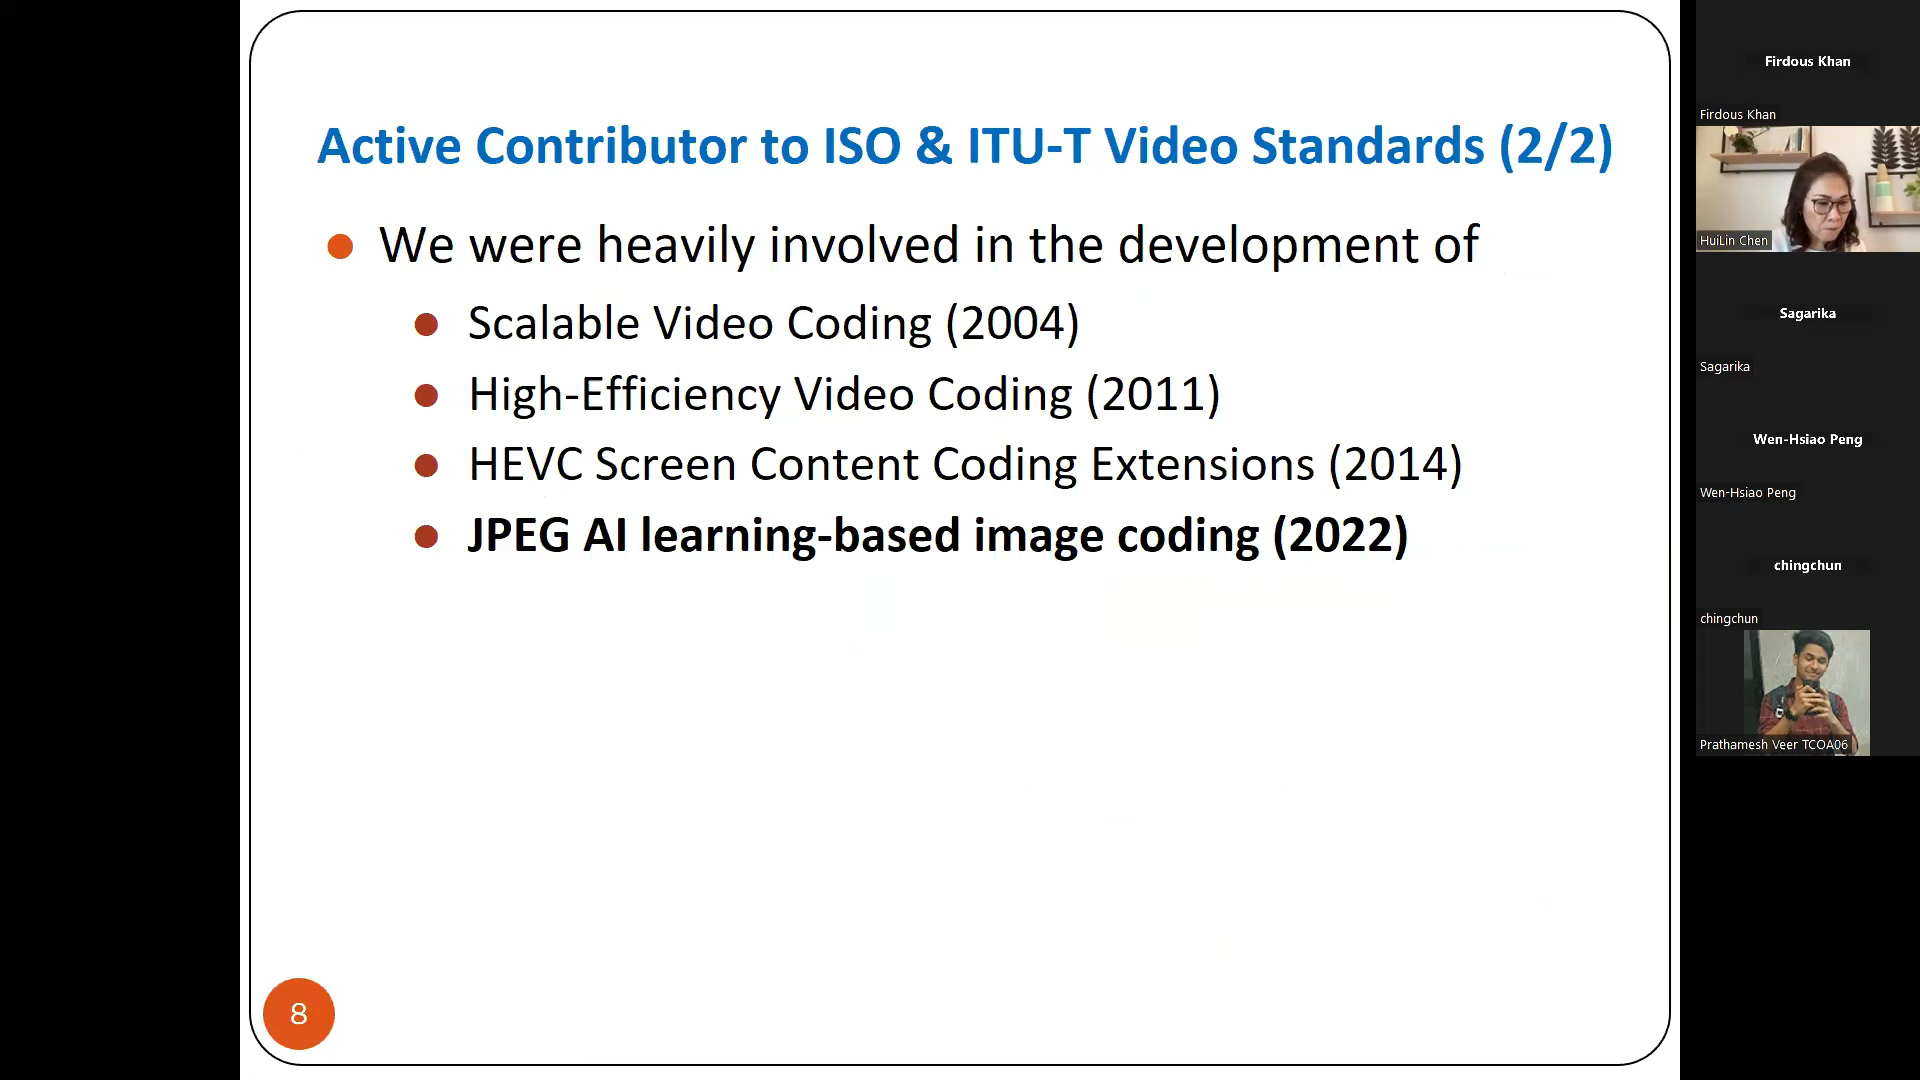 Active Contributor to ISO & ITU-T Video Standards (2/2)
We were heavily involved in the development of
Scalable Video Coding (2004)
High-Efficiency Video Coding (2011)
HEVC Screen Content Coding Extensions (2014)
JPEG AI learning-based image coding (2022)
8
Firdous Khan
Firdous Khan
HuiLin Chen
Sagarika
Sagarika
Wen-Hsiao Peng
Wen-Hsiao Peng
chingchun
chingchun
Prathamesh Veer TCOA06